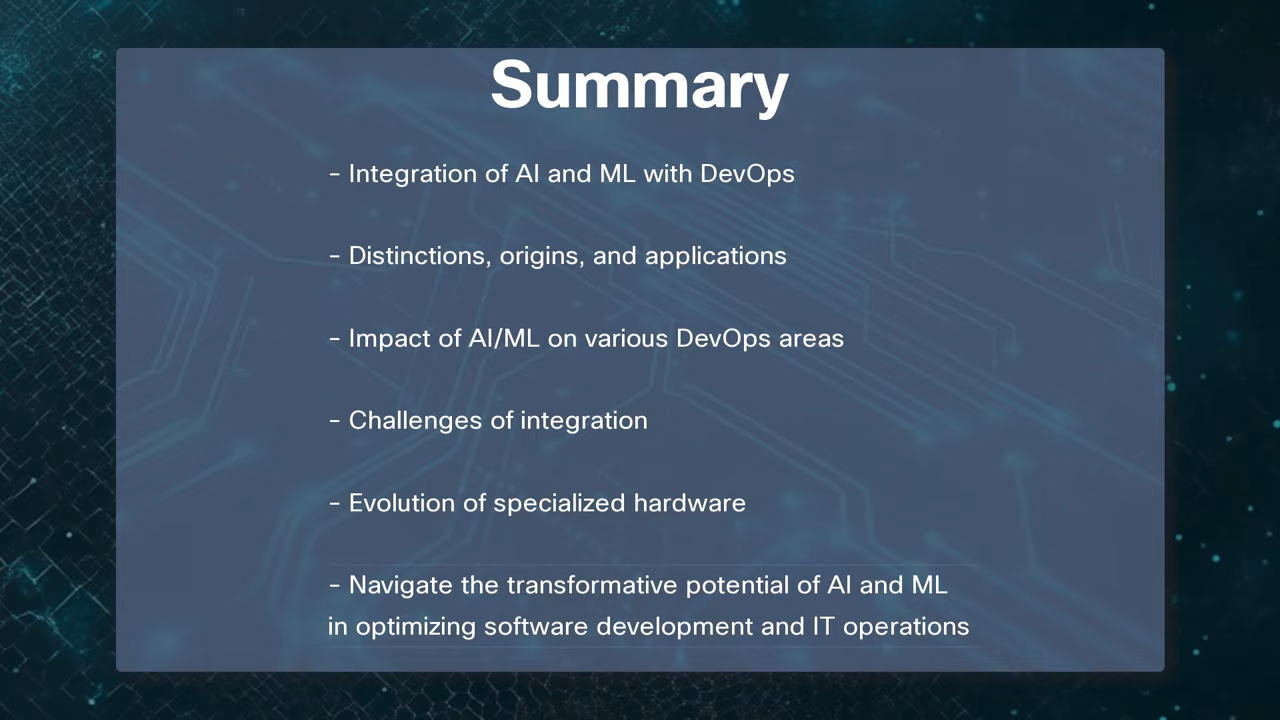 Summary
- Integration of AI and ML with DevOps
- Distinctions, origins, and applications
- Impact of AI/ML on various DevOps areas
- Challenges of integration
- Evolution of specialized hardware
- Navigate the transformative potential of AI and ML
in optimizing software development and IT operations